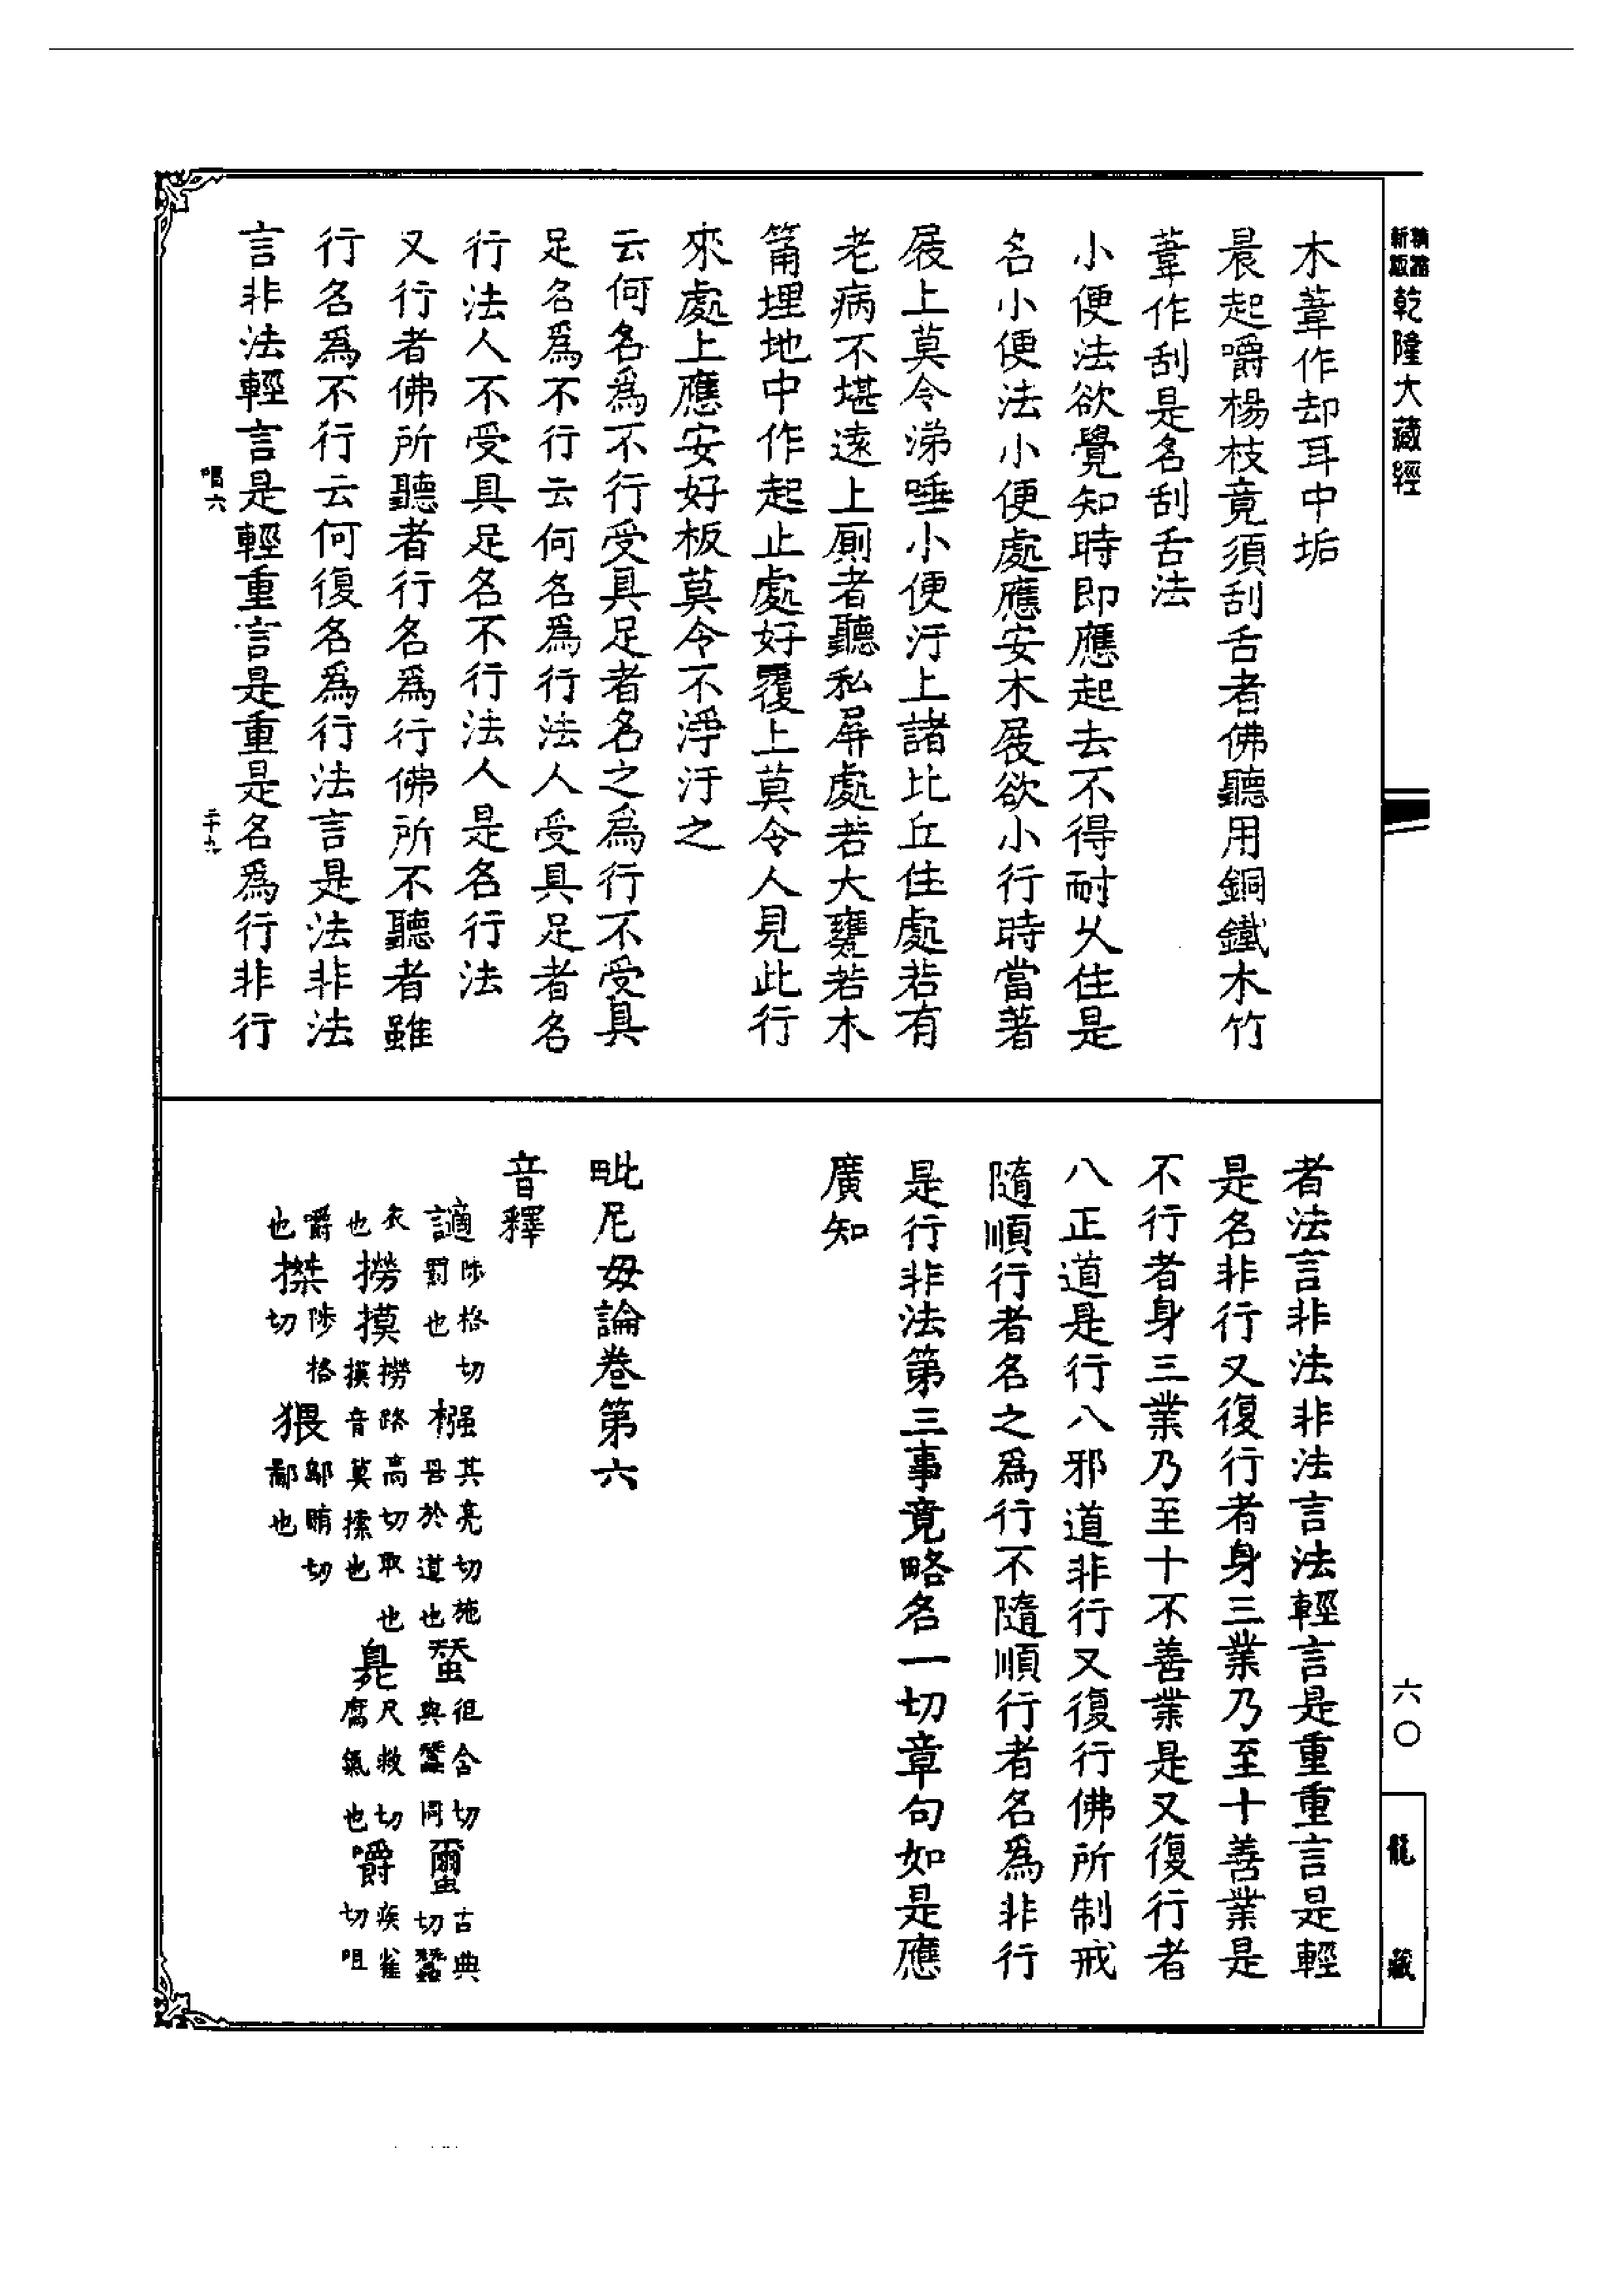 新版 精縮 乾隆大藏經
木葦作却耳中垢
晨起嚼楊枝竟須刮舌者佛聽用銅鐵木竹
葦作刮是名刮舌法
小便法欲覺知時即應起去不得耐久住是
名小便法小便處應安木屐欲小行時當著
屐上莫令涕唾小便汙上諸比丘住處若有
老病不堪遠上廁者聽私屏處若大甕若木
筩埋地中作起止處好覆上莫令人見此行
來處上應安好板莫令不淨汙之
云何名爲不行受具足者名之爲行不受具
足名爲不行云何名爲行法人受具足者名
行法人不受具足名不行法人是名行法
又行者佛所聽者行名爲行佛所不聽者雖
行名爲不行云何復名爲行法言是法非法
言非法輕言是輕重言是重是名爲行非行
唱六
二十九
者法言非法非法言法輕言是重重言是輕
是名非行又復行者身三業乃至十善業是
不行者身三業乃至十不善業是又復行者
八正道是行八邪道非行又復行佛所制戒
隨順行者名之爲行不隨順行者名爲非行
是行非法第三事竟略名一切章句如是應
廣知
毗尼毋論卷第六
音釋
謫 陟格切罰也 摾 其亮切施罟於道也 蝅 徂含切與蠶同 𧖱 古典切蠶
衣也 撈摸 撈路高切取也摸音莫摸也 臭 尺救切腐氣也 嚼 疾雀切咀
嚼也 搩 陟格切 猥 鄔賄切鄙也
六〇
龍藏